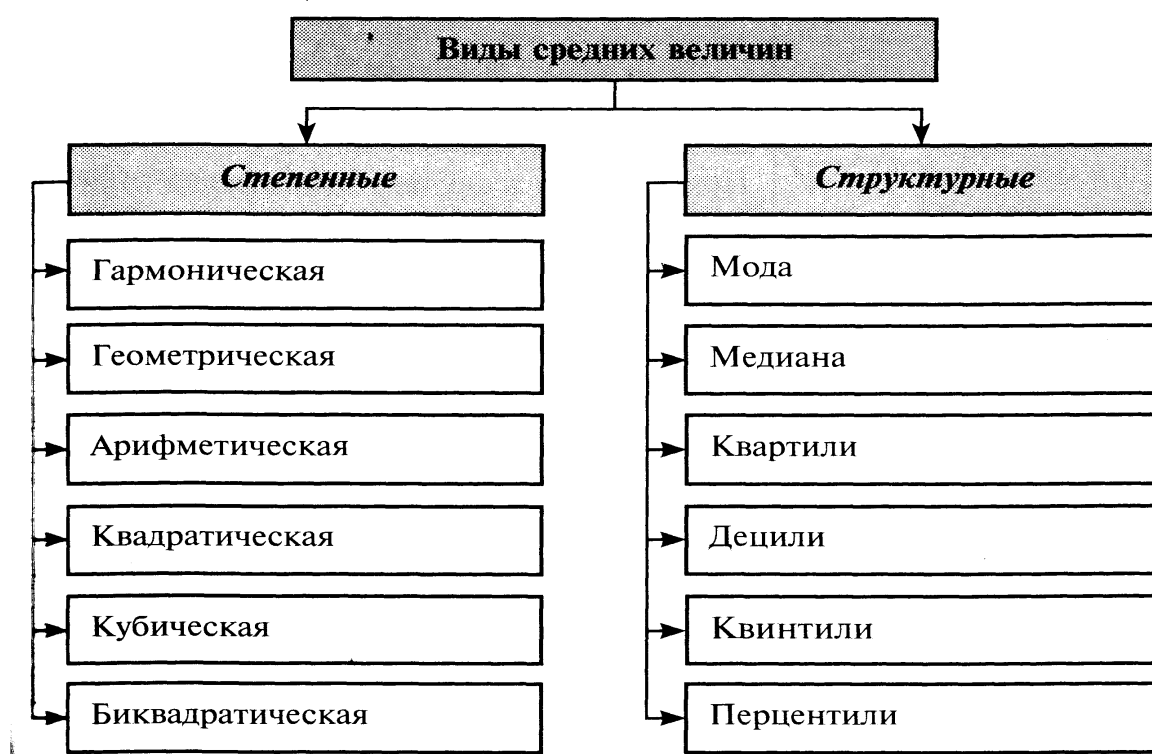 Виды средних величин
Степенные
Гармоническая
Геометрическая
Арифметическая
Квадратическая
Кубическая
Биквадратическая
Структурные
Мода
Медиана
Квартили
Децили
Квинтили
Перцентили